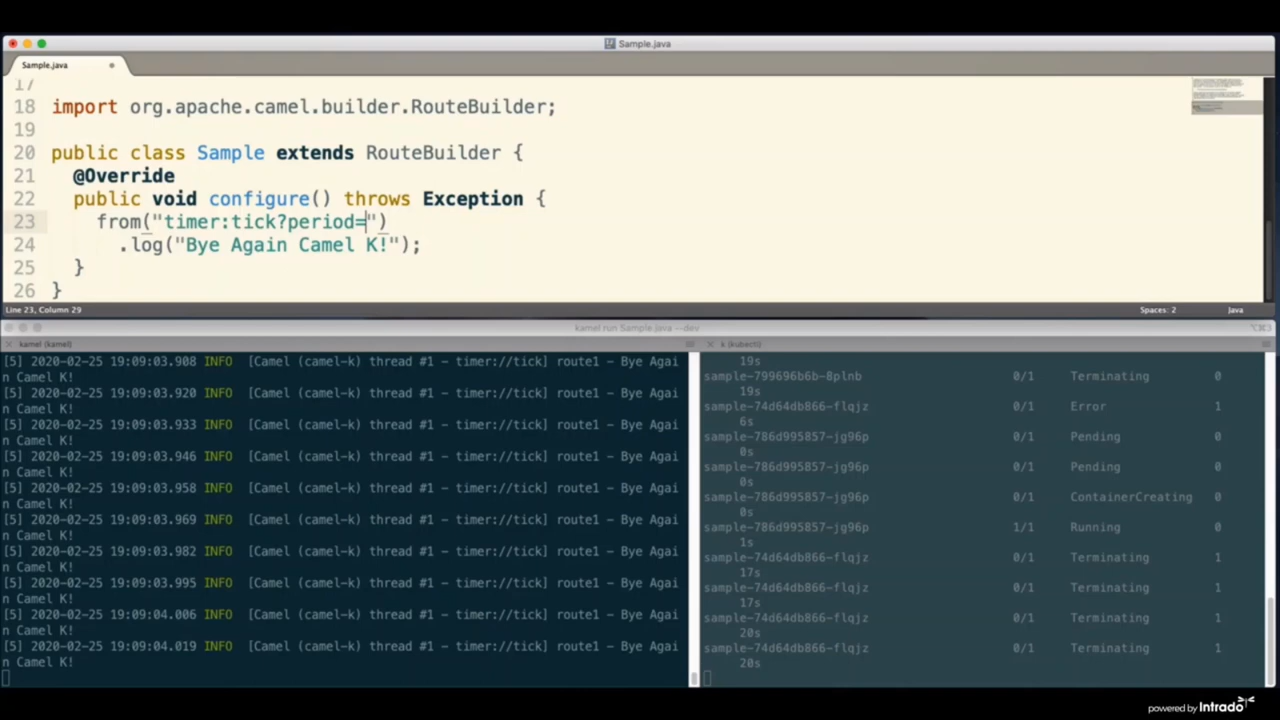 Sample.java
Sample.java
17
18 import org.apache.camel.builder.RouteBuilder;
19
20 public class Sample extends RouteBuilder {
21 @Override
22 public void configure() throws Exception {
23 from("timer:tick?period=")
24 .log("Bye Again Camel K!");
25 }
26 }
Line 23, Column 29 Spaces: 2 Java
kamel run Sample.java --dev
kamel (kamel)
[5] 2020-02-25 19:09:03.908 INFO [Camel (camel-k) thread #1 - timer://tick] route1 - Bye Agai
n Camel K!
[5] 2020-02-25 19:09:03.920 INFO [Camel (camel-k) thread #1 - timer://tick] route1 - Bye Agai
n Camel K!
[5] 2020-02-25 19:09:03.933 INFO [Camel (camel-k) thread #1 - timer://tick] route1 - Bye Agai
n Camel K!
[5] 2020-02-25 19:09:03.946 INFO [Camel (camel-k) thread #1 - timer://tick] route1 - Bye Agai
n Camel K!
[5] 2020-02-25 19:09:03.958 INFO [Camel (camel-k) thread #1 - timer://tick] route1 - Bye Agai
n Camel K!
[5] 2020-02-25 19:09:03.969 INFO [Camel (camel-k) thread #1 - timer://tick] route1 - Bye Agai
n Camel K!
[5] 2020-02-25 19:09:03.982 INFO [Camel (camel-k) thread #1 - timer://tick] route1 - Bye Agai
n Camel K!
[5] 2020-02-25 19:09:03.995 INFO [Camel (camel-k) thread #1 - timer://tick] route1 - Bye Agai
n Camel K!
[5] 2020-02-25 19:09:04.006 INFO [Camel (camel-k) thread #1 - timer://tick] route1 - Bye Agai
n Camel K!
[5] 2020-02-25 19:09:04.019 INFO [Camel (camel-k) thread #1 - timer://tick] route1 - Bye Agai
n Camel K!
k (kubectl)
19s
sample-799696b6b-8plnb 0/1 Terminating 0
19s
sample-74d64db866-flqjz 0/1 Error 1
6s
sample-786d995857-jg96p 0/1 Pending 0
0s
sample-786d995857-jg96p 0/1 Pending 0
0s
sample-786d995857-jg96p 0/1 ContainerCreating 0
0s
sample-786d995857-jg96p 1/1 Running 0
1s
sample-74d64db866-flqjz 0/1 Terminating 1
17s
sample-74d64db866-flqjz 0/1 Terminating 1
17s
sample-74d64db866-flqjz 0/1 Terminating 1
20s
sample-74d64db866-flqjz 0/1 Terminating 1
20s
powered by Intrado